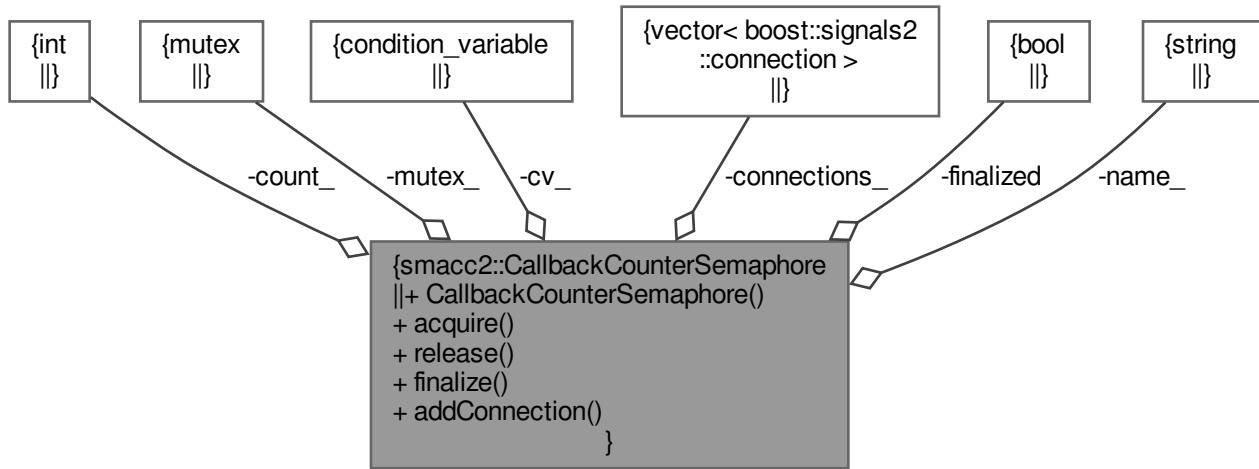 {int
||}
{mutex
||}
{condition_variable
||}
{vector< boost::signals2
::connection >
||}
{bool
||}
{string
||}
-count_
-mutex_
-cv_
-connections_
-finalized
-name_
{smacc2::CallbackCounterSemaphore
||+ CallbackCounterSemaphore()
+ acquire()
+ release()
+ finalize()
+ addConnection()
}